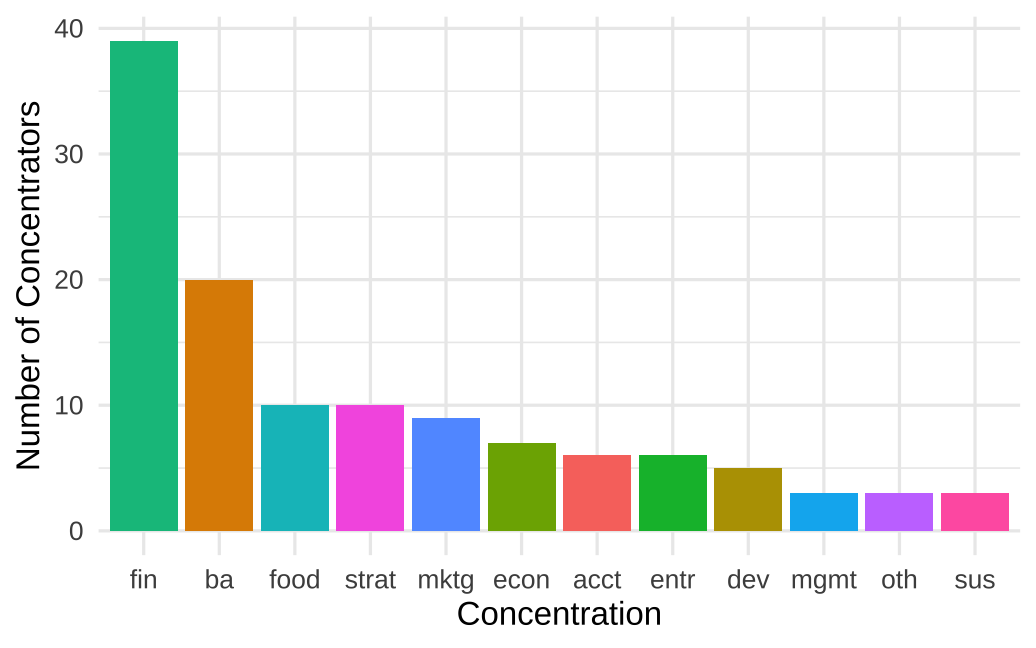 40
30
20
10
0
Number of Concentrators
fin ba food strat mktg econ acct entr dev mgmt oth sus
Concentration